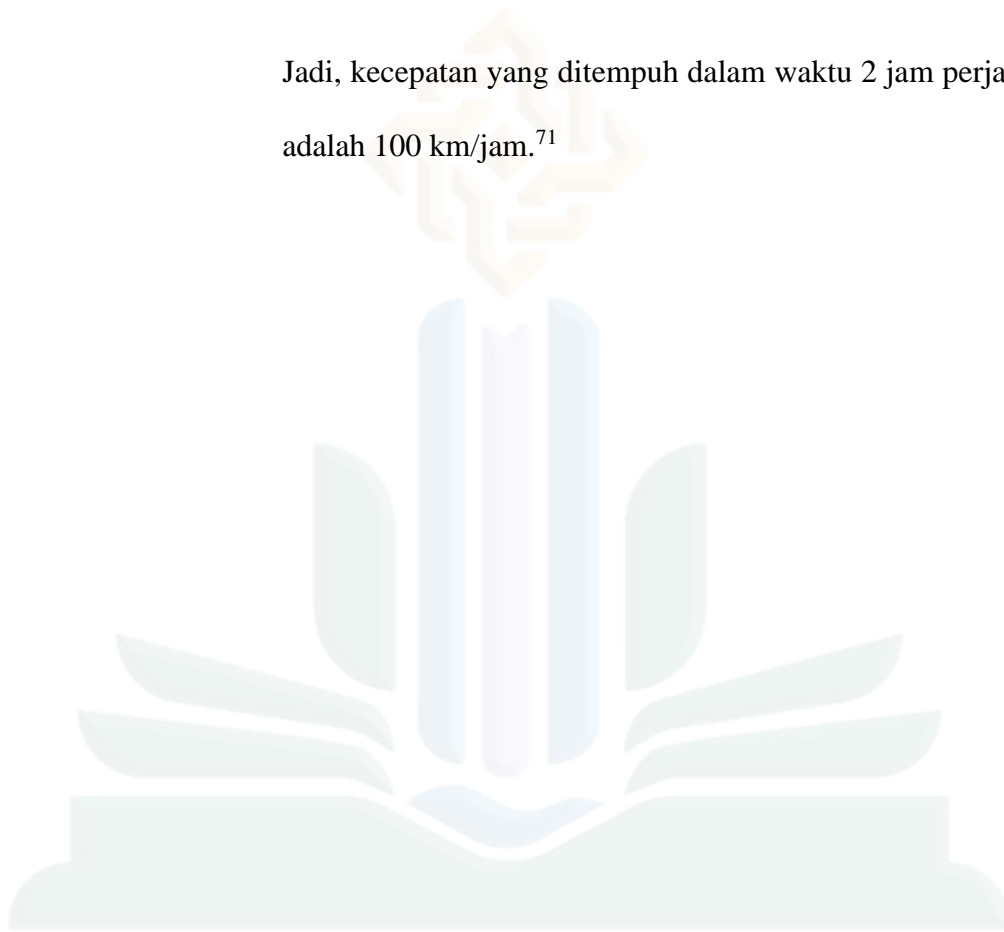 Jadi, kecepatan yang ditempuh dalam waktu 2 jam perja
adalah 100 km/jam.71